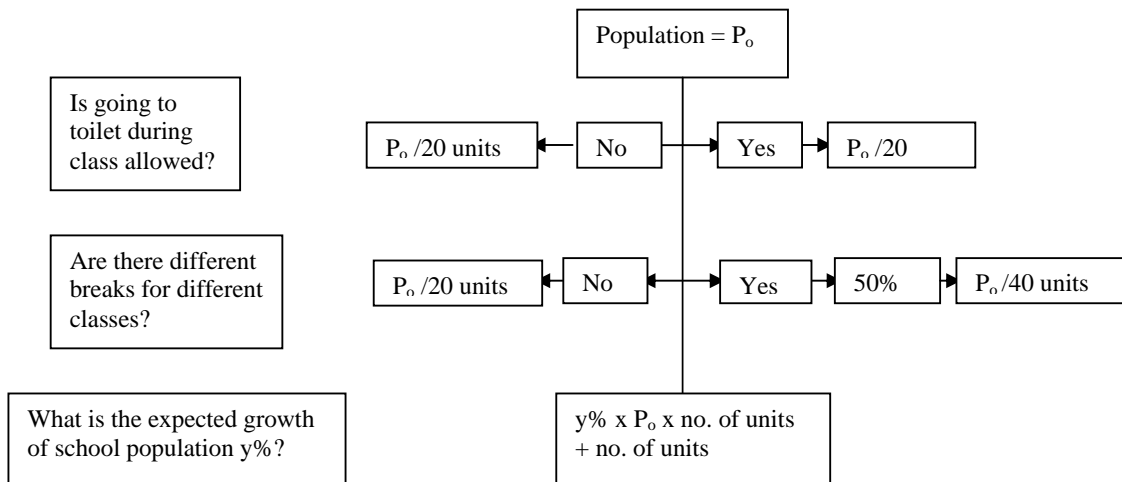 Population = Pₒ
Is going to
toilet during
class allowed?
Pₒ /20 units
No
Yes
Pₒ /20
Are there different
breaks for different
classes?
Pₒ/20 units
No
Yes
50%
Pₒ/40 units
What is the expected growth
of school population y%?
y% x Pₒ x no. of units
+ no. of units